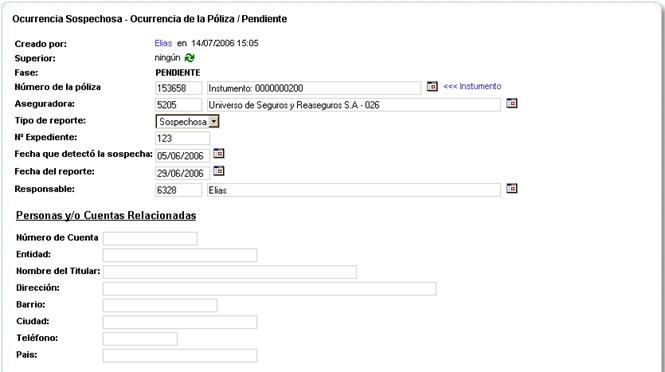 Ocurrencia Sospechosa - Ocurrencia de la Póliza / Pendiente
Creado por: Elias en 14/07/2006 15:05
Superior: ningún
Fase: PENDIENTE
Número de la póliza 153658 Instumento: 0000000200 <<< Instumento
Aseguradora: 5205 Universo de Seguros y Reaseguros S.A - 026
Tipo de reporte: Sospechosa
Nº Expediente: 123
Fecha que detectó la sospecha: 05/06/2006
Fecha del reporte: 29/06/2006
Responsable: 6328 Elias
Personas y/o Cuentas Relacionadas
Número de Cuenta
Entidad:
Nombre del Titular:
Dirección:
Barrio:
Ciudad:
Teléfono:
Pais: